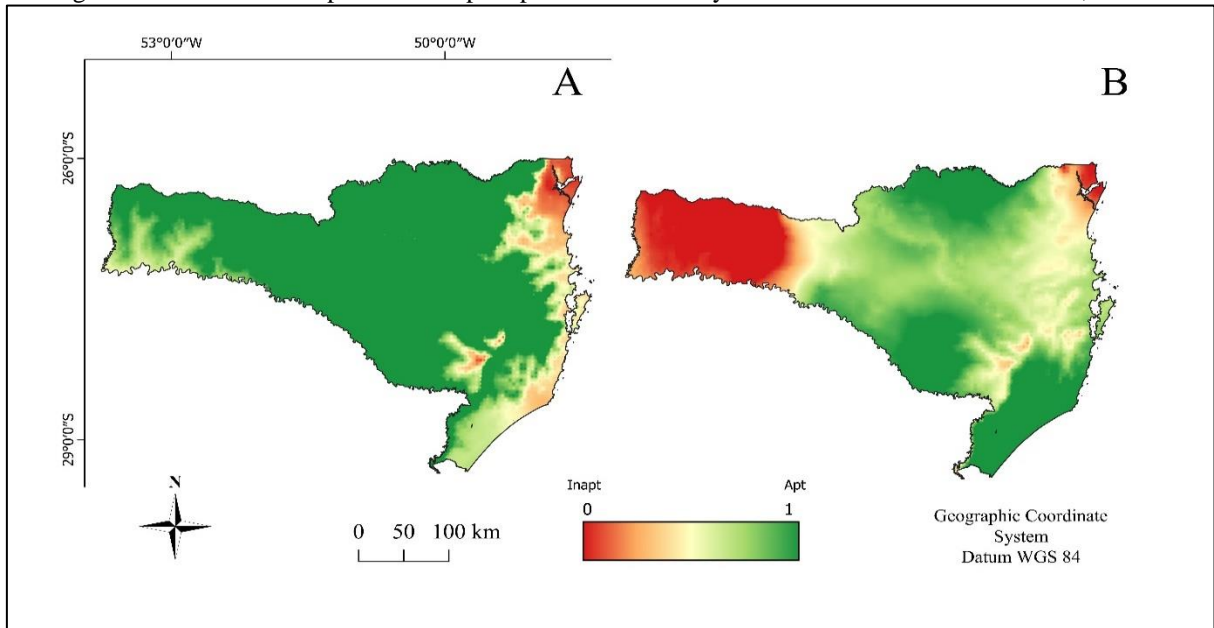 53°0'0"W 50°0'0"W
A B
26°0'0"S
29°0'0"S
N
Inapt Apt
0 50 100 km
0 1
Geographic Coordinate
System
Datum WGS 84